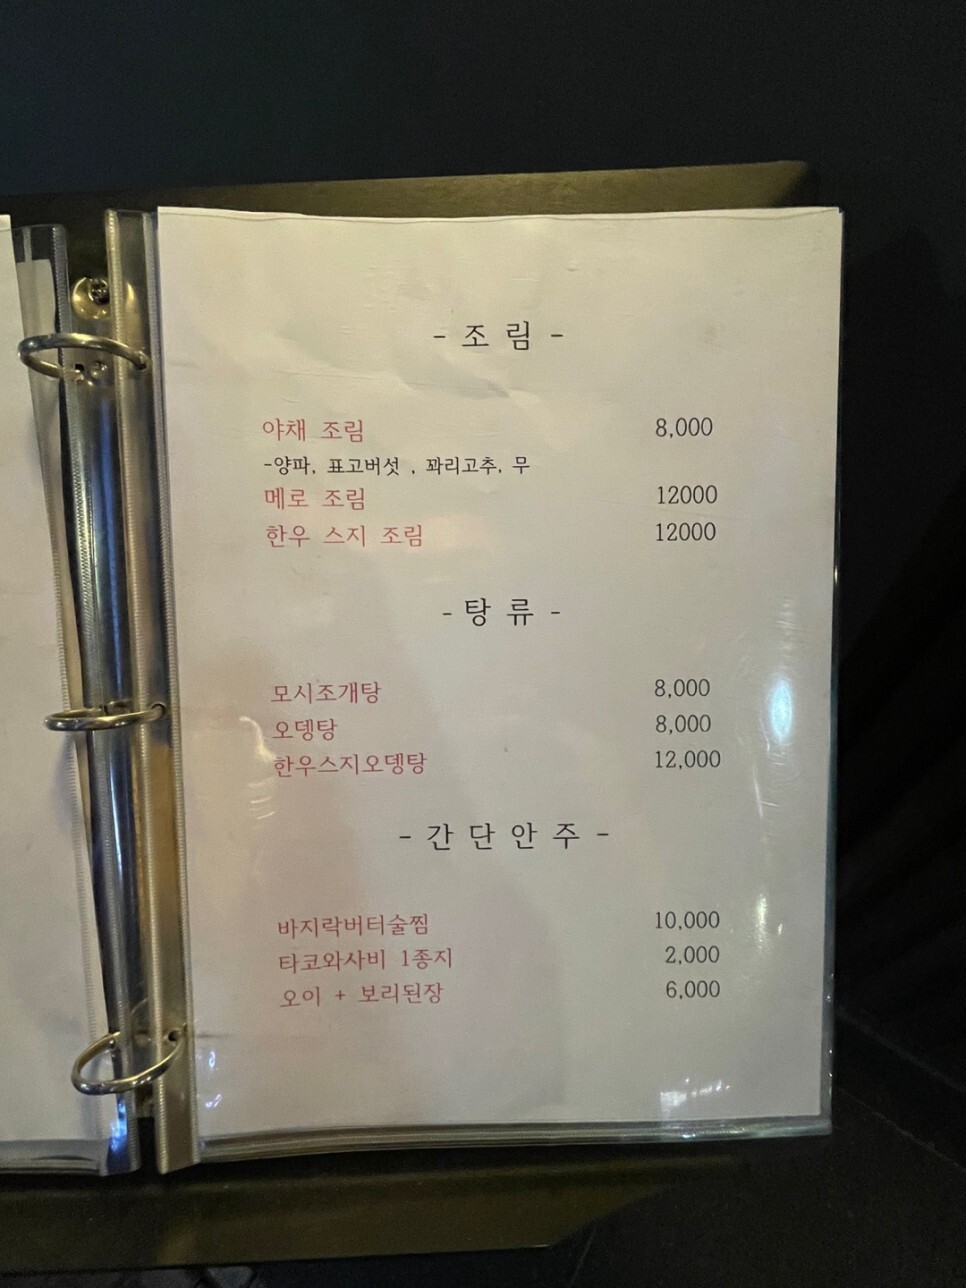 - 조 림 -
야채 조림 8,000
-양파, 표고버섯 , 꽈리고추, 무
메로 조림 12000
한우 스지 조림 12000
- 탕 류 -
모시조개탕 8,000
오뎅탕 8,000
한우스지오뎅탕 12,000
- 간 단 안 주 -
바지락버터술찜 10,000
타코와사비 1종지 2,000
오이 + 보리된장 6,000